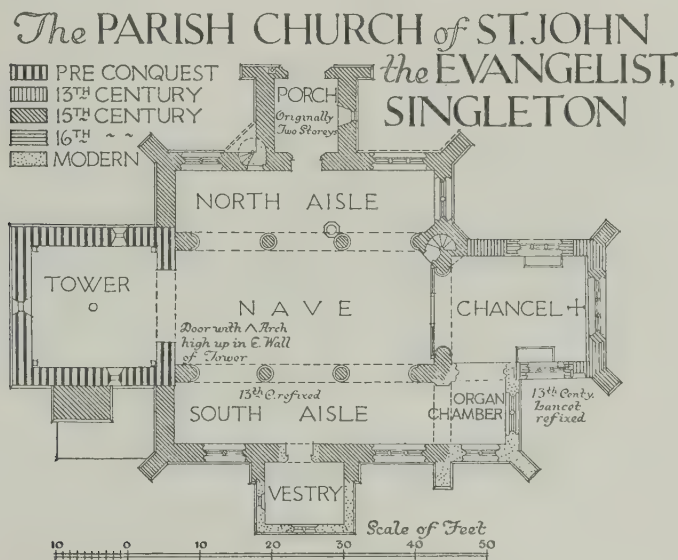 The PARISH CHURCH of ST. JOHN
the EVANGELIST,
SINGLETON
PRE CONQUEST
13TH CENTURY
15TH CENTURY
16TH " "
MODERN
PORCH
Originally
Two Storeys
NORTH AISLE
TOWER
NAVE
CHANCEL
Door with ^ Arch
high up in E. Wall
of Tower
13th C. refixed
SOUTH AISLE
ORGAN
CHAMBER
13th Centy.
Lancet
refixed
VESTRY
Scale of Feet
10 0 10 20 30 40 50